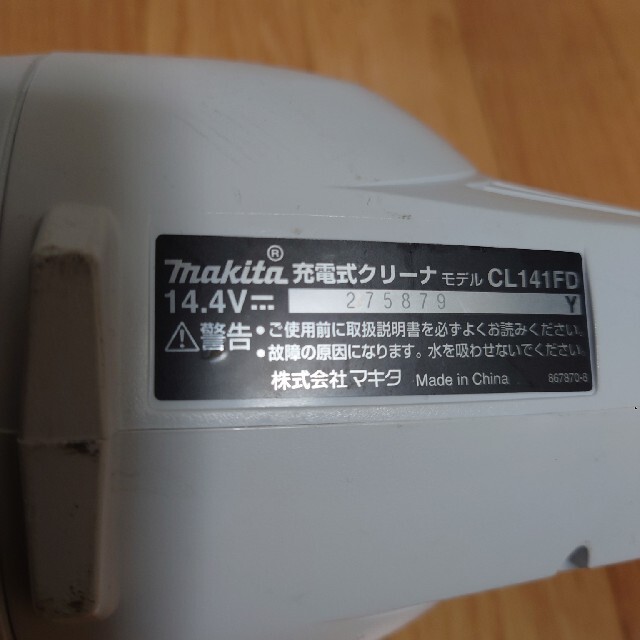 makita® 充電式クリーナ モデル CL141FD
14.4V⎓ 275879 Y
⚠警告 •ご使用前に取扱説明書を必ずよくお読みください。
•故障の原因になります。水を吸わせないでください。
株式会社マキタ Made in China 867970-8